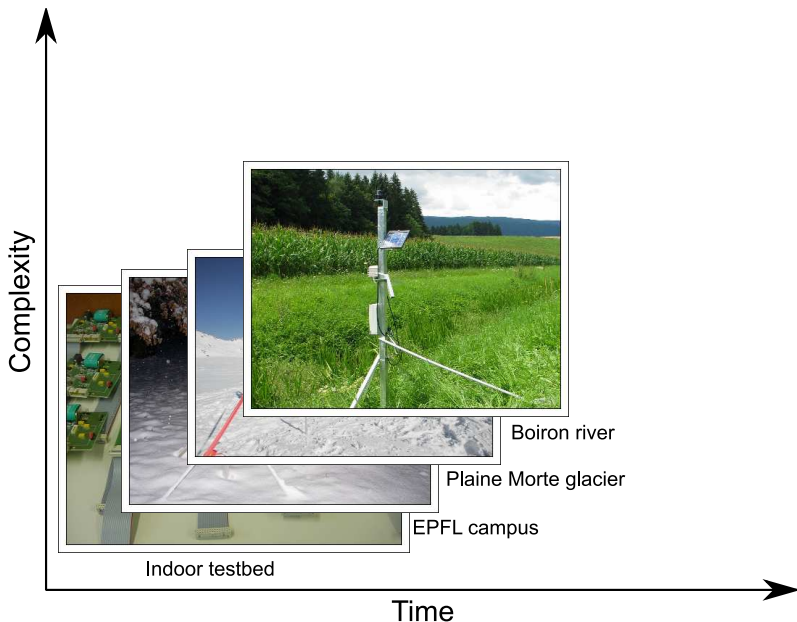 Complexity
Boiron river
Plaine Morte glacier
EPFL campus
Indoor testbed
Time